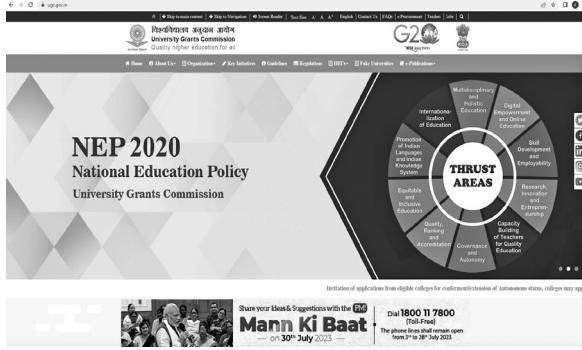 ugc.gov.in
Skip to main content Skip to Navigation Screen Reader Text Size A- A A+ English Contact Us FAQs e-Procurement Tenders Jobs
विश्वविद्यालय अनुदान आयोग
University Grants Commission
Quality higher education for all
G20
Home About Us Organization Key Initiatives Guidelines Regulations HEI's Fake Universities e-Publications
NEP 2020
National Education Policy
University Grants Commission
THRUST
AREAS
Multidisciplinary
and
Holistic
Education
Digital
Empowerment
and Online
Education
Skill
Development
and
Employability
Research,
Innovation
and
Entrepren-
eurship
Capacity
Building
of Teachers
for Quality
Education
Governance
and
Autonomy
Quality,
Ranking
and
Accreditation
Equitable
and
Inclusive
Education
Promotion
of Indian
Languages
and Indian
Knowledge
System
Internationa-
lization
of Education
Invitation of applications from eligible colleges for conferment/extension of Autonomous status, colleges may app
Share your Ideas & Suggestions with the PM
Mann Ki Baat
on 30th July 2023
Dial 1800 11 7800
(Toll-Free)
The phone lines shall remain open
from 3rd to 28th July 2023